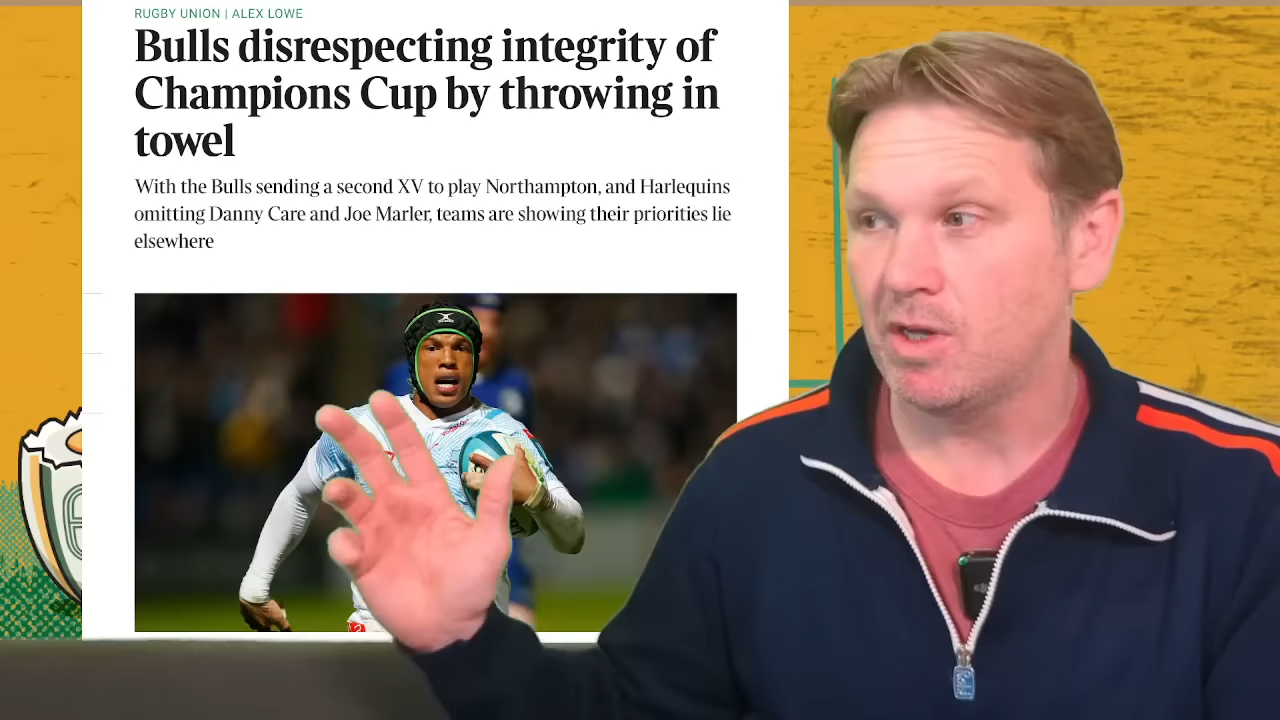 RUGBY UNION | ALEX LOWE
Bulls disrespecting integrity of
Champions Cup by throwing in
towel
With the Bulls sending a second XV to play Northampton, and Harlequins
omitting Danny Care and Joe Marler, teams are showing their priorities lie
elsewhere